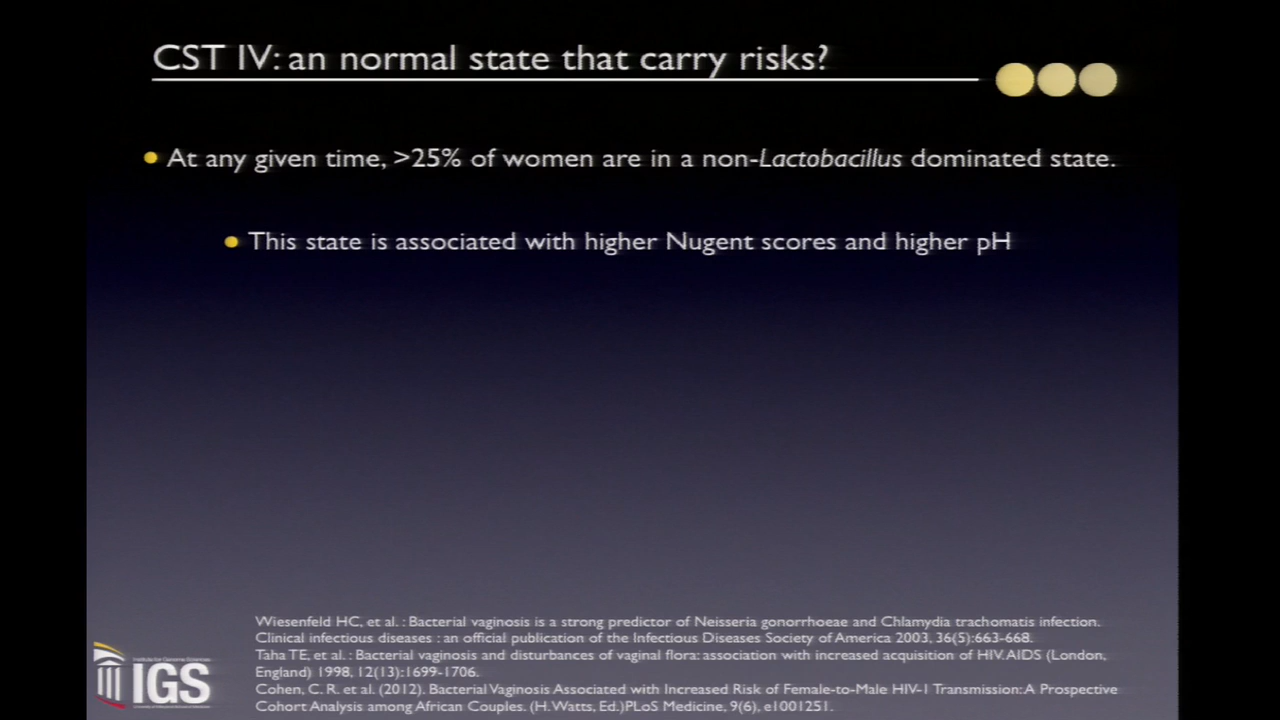 CST IV: an normal state that carry risks?
At any given time, >25% of women are in a non-Lactobacillus dominated state.
This state is associated with higher Nugent scores and higher pH
Wiesenfeld HC, et al. : Bacterial vaginosis is a strong predictor of Neisseria gonorrhoeae and Chlamydia trachomatis infection.
Clinical infectious diseases : an official publication of the Infectious Diseases Society of America 2003, 36(5):663-668.
Taha TE, et al. : Bacterial vaginosis and disturbances of vaginal flora: association with increased acquisition of HIV. AIDS (London,
England) 1998, 12(13):1699-1706.
Cohen, C. R. et al. (2012). Bacterial Vaginosis Associated with Increased Risk of Female-to-Male HIV-1 Transmission: A Prospective
Cohort Analysis among African Couples. (H. Watts, Ed.)PLoS Medicine, 9(6), e1001251.
Institute for Genome Sciences
IGS